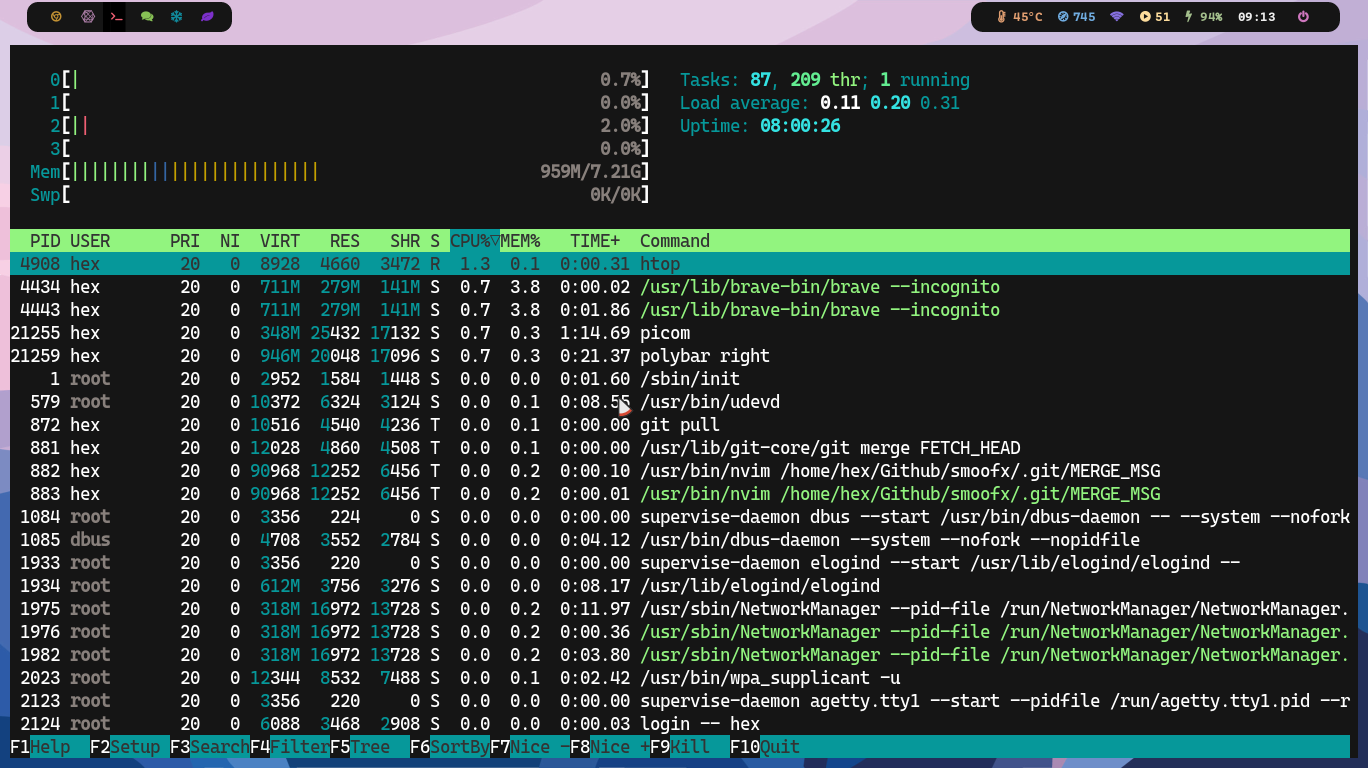 45°C 745 51 94% 09:13
0[| 0.7%] Tasks: 87, 209 thr; 1 running
1[ 0.0%] Load average: 0.11 0.20 0.31
2[|| 2.0%] Uptime: 08:00:26
3[ 0.0%]
Mem[||||||||||||||||||||||||| 959M/7.21G]
Swp[ 0K/0K]
PID USER PRI NI VIRT RES SHR S CPU%▽MEM% TIME+ Command
4908 hex 20 0 8928 4660 3472 R 1.3 0.1 0:00.31 htop
4434 hex 20 0 711M 279M 141M S 0.7 3.8 0:00.02 /usr/lib/brave-bin/brave --incognito
4443 hex 20 0 711M 279M 141M S 0.7 3.8 0:01.86 /usr/lib/brave-bin/brave --incognito
21255 hex 20 0 348M 25432 17132 S 0.7 0.3 1:14.69 picom
21259 hex 20 0 946M 20048 17096 S 0.7 0.3 0:21.37 polybar right
1 root 20 0 2952 1584 1448 S 0.0 0.0 0:01.60 /sbin/init
579 root 20 0 10372 6324 3124 S 0.0 0.1 0:08.55 /usr/bin/udevd
872 hex 20 0 10516 4540 4236 T 0.0 0.1 0:00.00 git pull
881 hex 20 0 12028 4860 4508 T 0.0 0.1 0:00.00 /usr/lib/git-core/git merge FETCH_HEAD
882 hex 20 0 90968 12252 6456 T 0.0 0.2 0:00.10 /usr/bin/nvim /home/hex/Github/smoofx/.git/MERGE_MSG
883 hex 20 0 90968 12252 6456 T 0.0 0.2 0:00.01 /usr/bin/nvim /home/hex/Github/smoofx/.git/MERGE_MSG
1084 root 20 0 3356 224 0 S 0.0 0.0 0:00.00 supervise-daemon dbus --start /usr/bin/dbus-daemon -- --system --nofork
1085 dbus 20 0 4708 3552 2784 S 0.0 0.0 0:04.12 /usr/bin/dbus-daemon --system --nofork --nopidfile
1933 root 20 0 3356 220 0 S 0.0 0.0 0:00.00 supervise-daemon elogind --start /usr/lib/elogind/elogind --
1934 root 20 0 612M 3756 3276 S 0.0 0.0 0:08.17 /usr/lib/elogind/elogind
1975 root 20 0 318M 16972 13728 S 0.0 0.2 0:11.97 /usr/sbin/NetworkManager --pid-file /run/NetworkManager/NetworkManager.
1976 root 20 0 318M 16972 13728 S 0.0 0.2 0:00.36 /usr/sbin/NetworkManager --pid-file /run/NetworkManager/NetworkManager.
1982 root 20 0 318M 16972 13728 S 0.0 0.2 0:03.80 /usr/sbin/NetworkManager --pid-file /run/NetworkManager/NetworkManager.
2023 root 20 0 12344 8532 7488 S 0.0 0.1 0:02.42 /usr/bin/wpa_supplicant -u
2123 root 20 0 3356 220 0 S 0.0 0.0 0:00.00 supervise-daemon agetty.tty1 --start --pidfile /run/agetty.tty1.pid --r
2124 root 20 0 6088 3468 2908 S 0.0 0.0 0:00.03 login -- hex
F1Help F2Setup F3SearchF4FilterF5Tree F6SortByF7Nice -F8Nice +F9Kill F10Quit